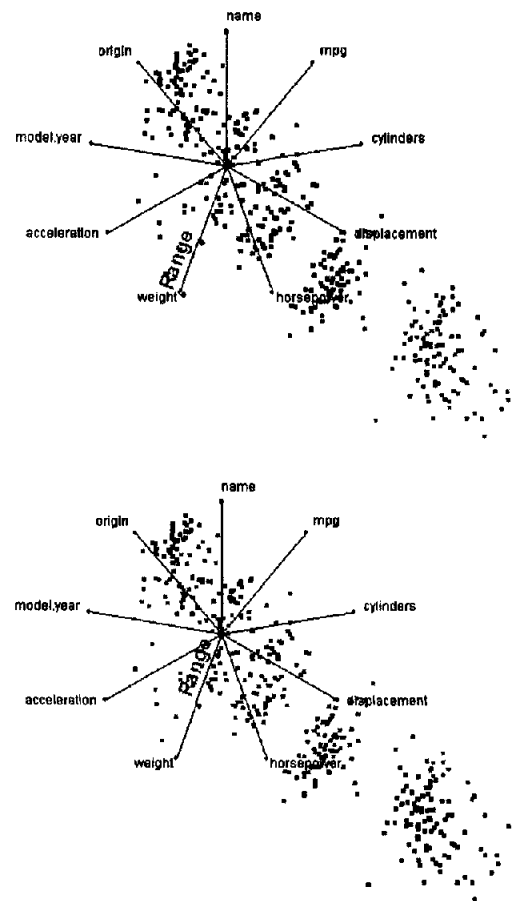 name
origin
mpg
model.year
cylinders
acceleration
displacement
Range
weight
horsepower
name
origin
mpg
model.year
cylinders
Range
acceleration
displacement
weight
horsepower